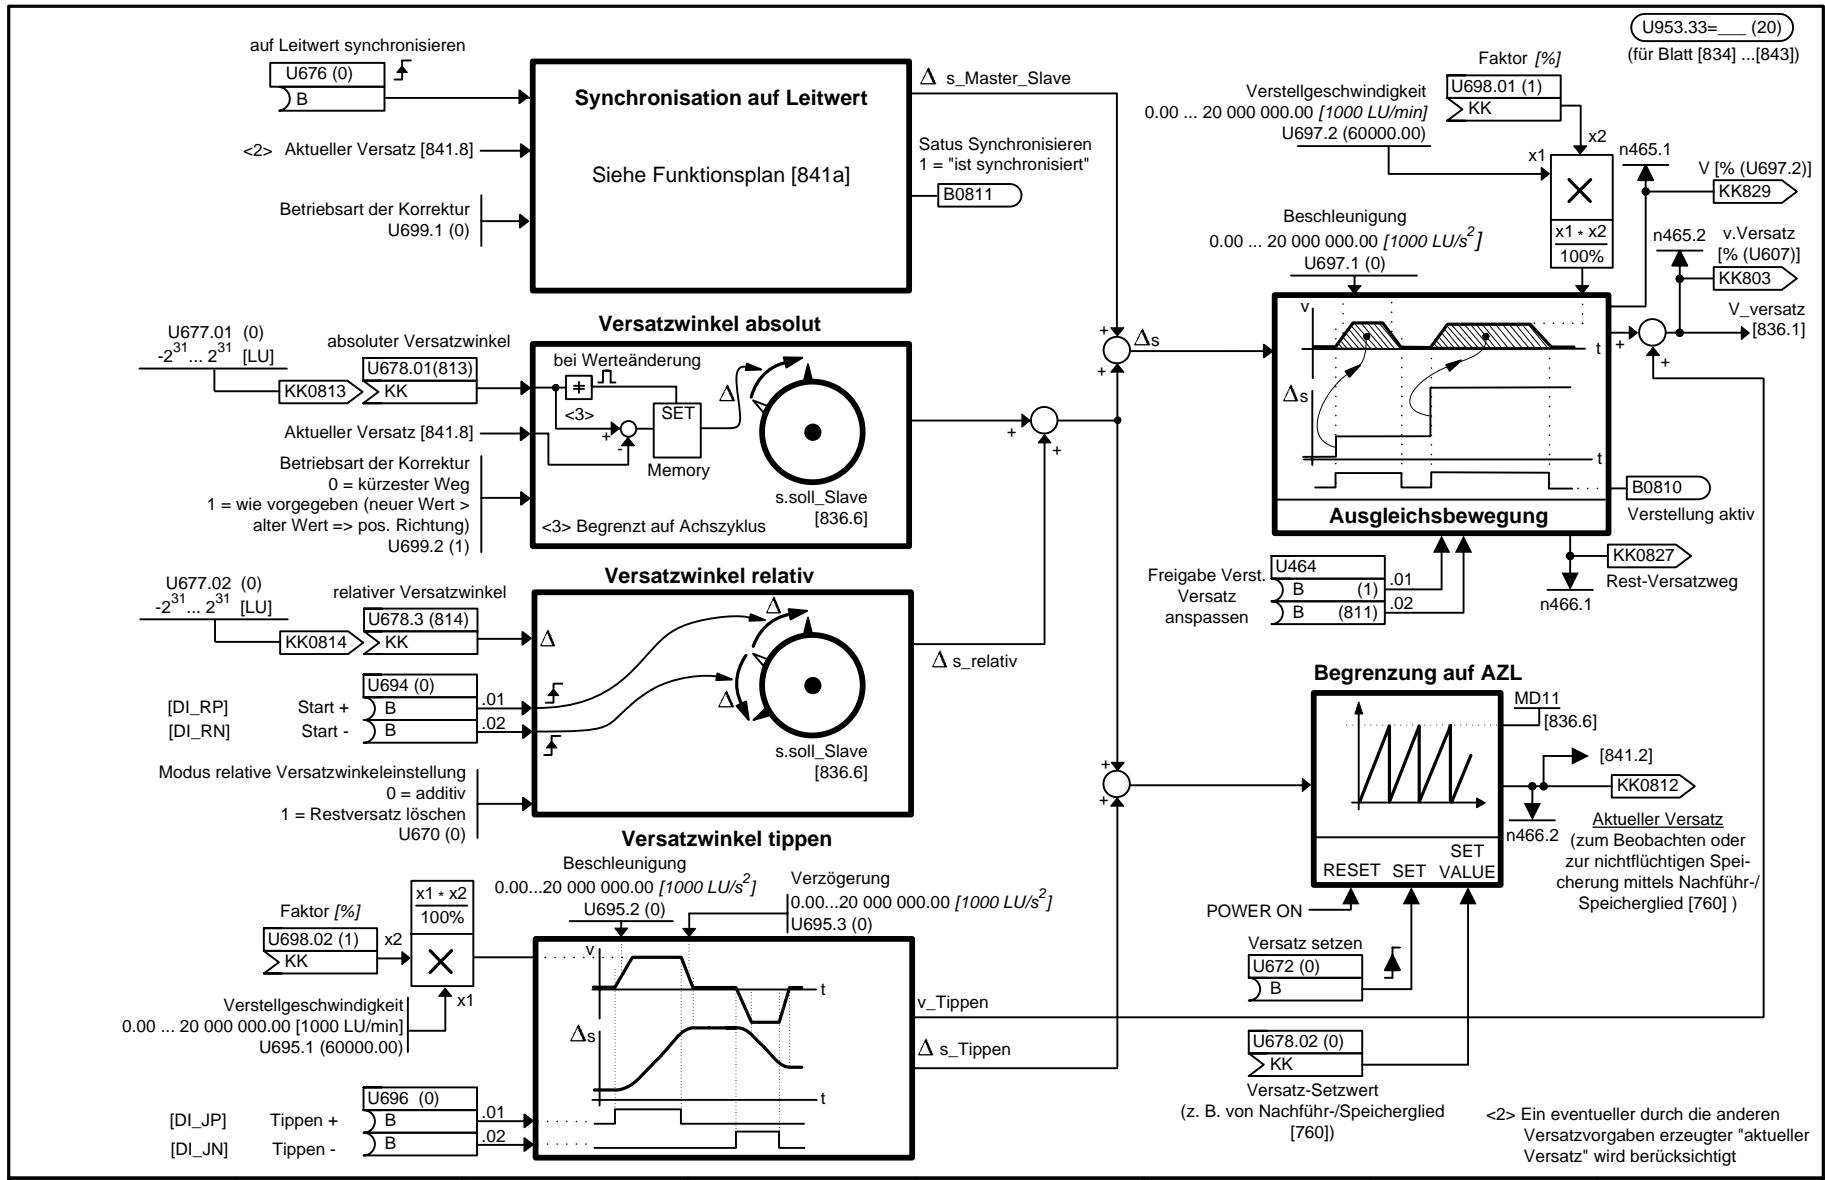 U953.33=___ (20)
(für Blatt [834] ...[843])
auf Leitwert synchronisieren
U676 (0)
B
<2> Aktueller Versatz [841.8]
Betriebsart der Korrektur
U699.1 (0)
Synchronisation auf Leitwert
Siehe Funktionsplan [841a]
Δ s_Master_Slave
Satus Synchronisieren
1 = "ist synchronisiert"
B0811
Faktor [%]
U698.01 (1)
KK
Verstellgeschwindigkeit
0.00 ... 20 000 000.00 [1000 LU/min]
U697.2 (60000.00)
x2
x1
x1 * x2
100%
n465.1
V [% (U697.2)]
KK829
n465.2
v.Versatz
[% (U607)]
KK803
V_versatz
[836.1]
Beschleunigung
0.00 ... 20 000 000.00 [1000 LU/s2]
U697.1 (0)
v
t
Δs
t
Ausgleichsbewegung
+
+
B0810
Verstellung aktiv
KK0827
Rest-Versatzweg
n466.1
Freigabe Verst.
Versatz
anpassen
U464
B (1) .01
B (811) .02
+
+
Δs
Versatzwinkel absolut
U677.01 (0)
-231... 231 [LU]
KK0813
absoluter Versatzwinkel
U678.01(813)
KK
Aktueller Versatz [841.8]
Betriebsart der Korrektur
0 = kürzester Weg
1 = wie vorgegeben (neuer Wert >
alter Wert => pos. Richtung)
U699.2 (1)
bei Werteänderung
≠
<3>
+
-
SET
Memory
Δ
s.soll_Slave
[836.6]
<3> Begrenzt auf Achszyklus
+
+
Versatzwinkel relativ
U677.02 (0)
-231... 231 [LU]
KK0814
relativer Versatzwinkel
U678.3 (814)
KK
Δ
Δ
Δ
[DI_RP] Start +
[DI_RN] Start -
U694 (0)
B .01
B .02
s.soll_Slave
[836.6]
Δ s_relativ
Modus relative Versatzwinkeleinstellung
0 = additiv
1 = Restversatz löschen
U670 (0)
Begrenzung auf AZL
MD11
[836.6]
[841.2]
KK0812
n466.2
Aktueller Versatz
(zum Beobachten oder
zur nichtflüchtigen Spei-
cherung mittels Nachführ-/
Speicherglied [760] )
RESET SET SET
VALUE
+
+
POWER ON
Versatz setzen
U672 (0)
B
U678.02 (0)
KK
Versatz-Setzwert
(z. B. von Nachführ-/Speicherglied
[760])
Versatzwinkel tippen
Beschleunigung
0.00...20 000 000.00 [1000 LU/s2]
U695.2 (0)
Verzögerung
0.00...20 000 000.00 [1000 LU/s2]
U695.3 (0)
Faktor [%]
U698.02 (1)
KK
x2
x1 * x2
100%
x1
Verstellgeschwindigkeit
0.00 ... 20 000 000.00 [1000 LU/min]
U695.1 (60000.00)
v
t
Δs
t
v_Tippen
Δ s_Tippen
[DI_JP] Tippen +
[DI_JN] Tippen -
U696 (0)
B .01
B .02
<2> Ein eventueller durch die anderen
Versatzvorgaben erzeugter "aktueller
Versatz" wird berücksichtigt